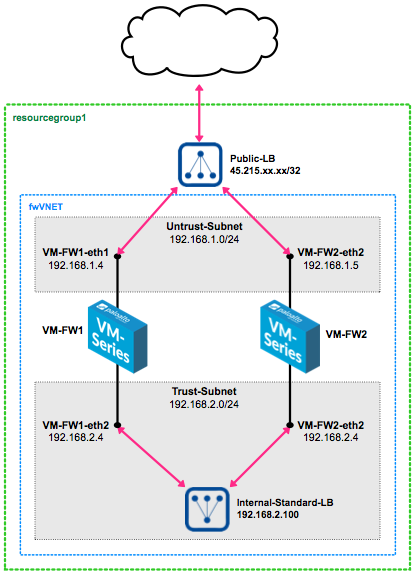 resourcegroup1
Public-LB
45.215.xx.xx/32
fwVNET
Untrust-Subnet
192.168.1.0/24
VM-FW1-eth1
192.168.1.4
VM-FW2-eth2
192.168.1.5
VM-FW1
paloalto
VM-
Series
paloalto
VM-
Series
VM-FW2
Trust-Subnet
192.168.2.0/24
VM-FW1-eth2
192.168.2.4
VM-FW2-eth2
192.168.2.4
Internal-Standard-LB
192.168.2.100